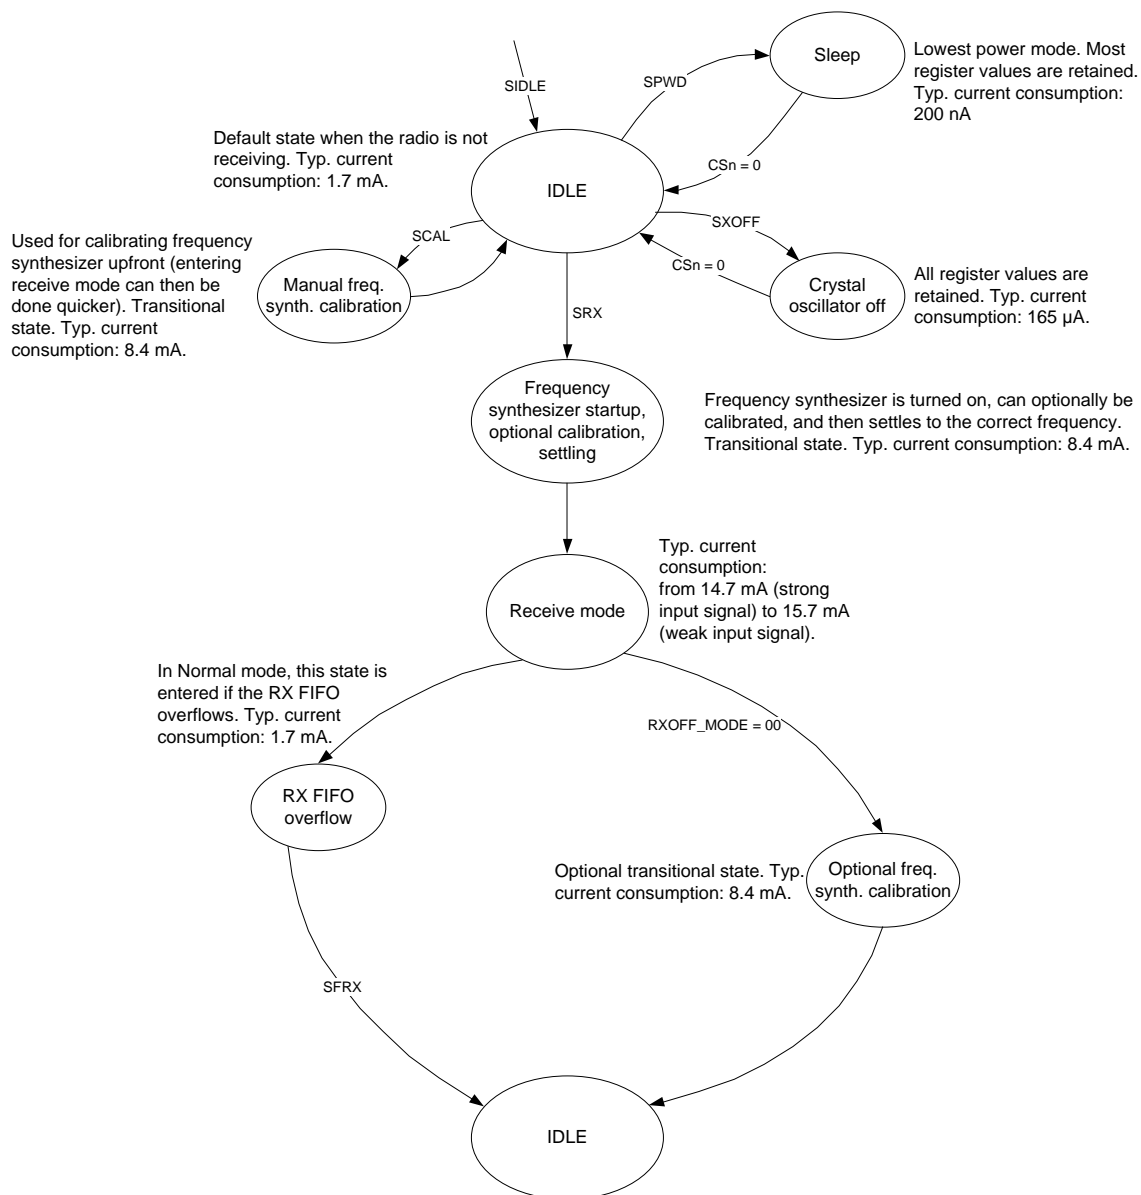 Sleep
Lowest power mode. Most
register values are retained.
Typ. current consumption:
200 nA
SIDLE
SPWD
CSn = 0
Default state when the radio is not
receiving. Typ. current
consumption: 1.7 mA.
IDLE
SCAL
SXOFF
CSn = 0
Used for calibrating frequency
synthesizer upfront (entering
receive mode can then be
done quicker). Transitional
state. Typ. current
consumption: 8.4 mA.
Manual freq.
synth. calibration
Crystal
oscillator off
All register values are
retained. Typ. current
consumption: 165 µA.
SRX
Frequency
synthesizer startup,
optional calibration,
settling
Frequency synthesizer is turned on, can optionally be
calibrated, and then settles to the correct frequency.
Transitional state. Typ. current consumption: 8.4 mA.
Receive mode
Typ. current
consumption:
from 14.7 mA (strong
input signal) to 15.7 mA
(weak input signal).
In Normal mode, this state is
entered if the RX FIFO
overflows. Typ. current
consumption: 1.7 mA.
RXOFF_MODE = 00
RX FIFO
overflow
Optional transitional state. Typ.
current consumption: 8.4 mA.
Optional freq.
synth. calibration
SFRX
IDLE